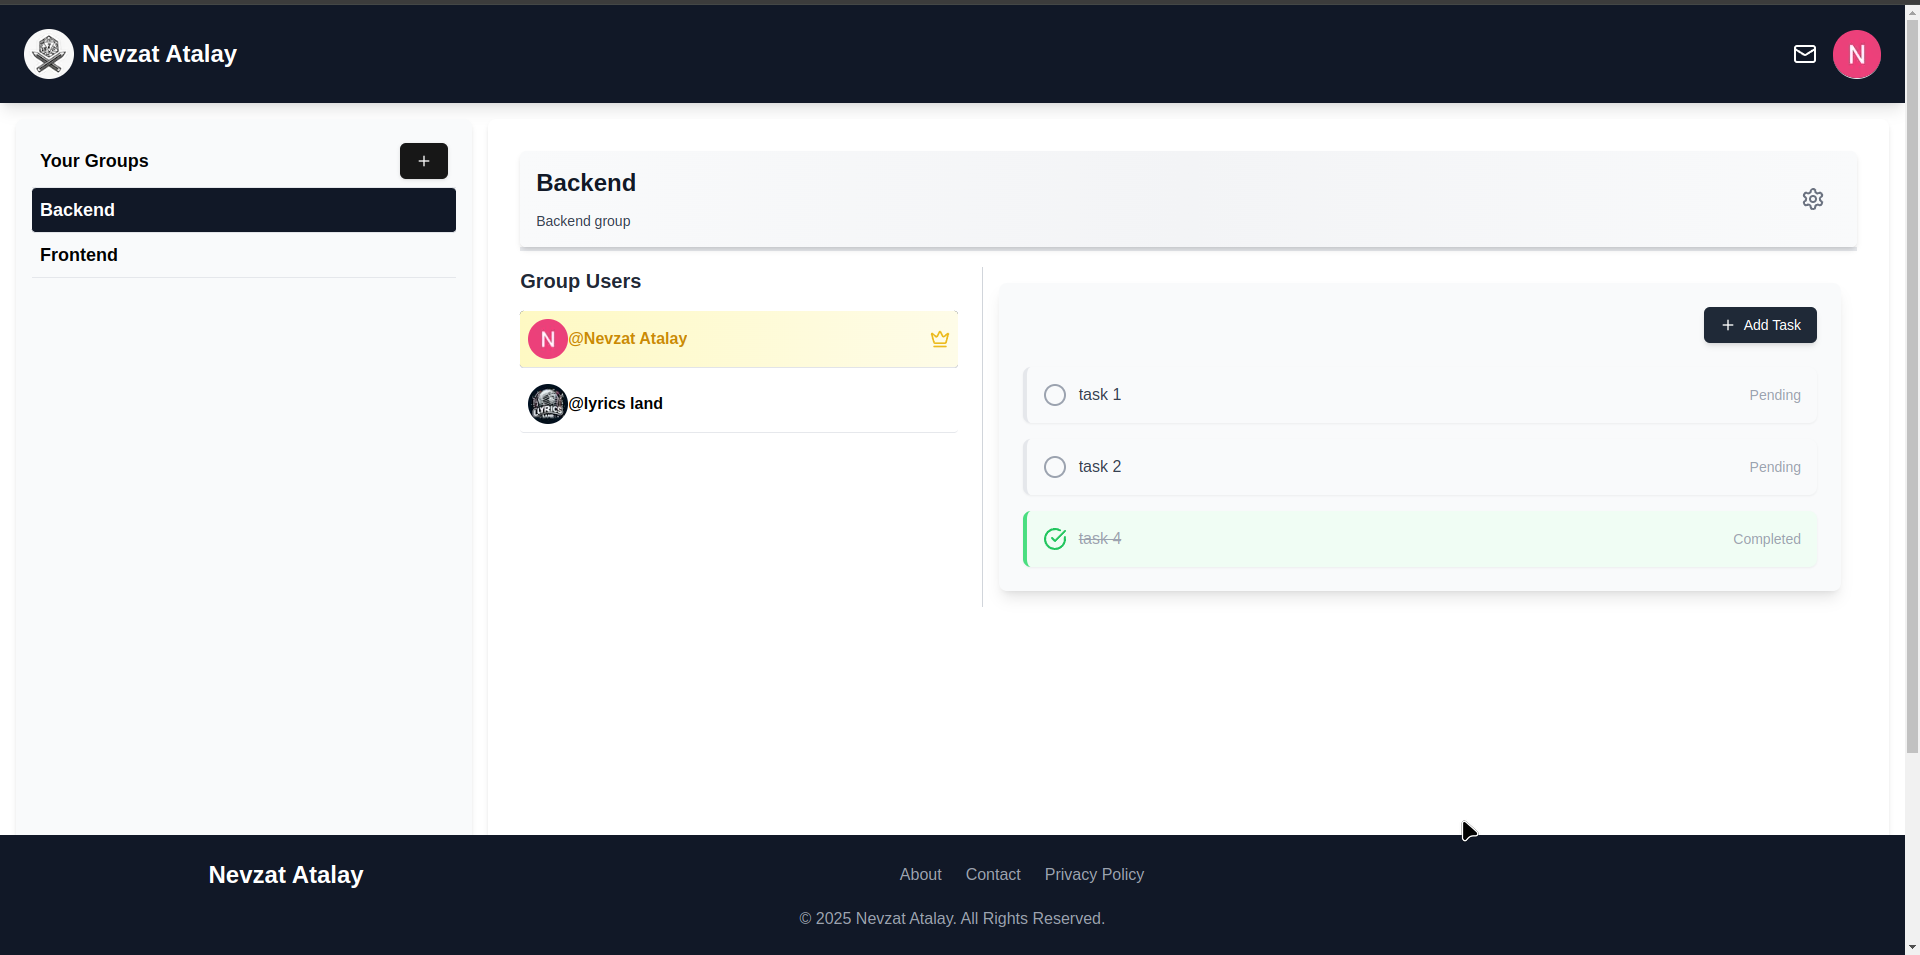 Nevzat Atalay
N
Your Groups
Backend
Frontend
Backend
Backend group
Group Users
N @Nevzat Atalay
LYRICS LAND @lyrics land
Add Task
task 1 Pending
task 2 Pending
task 4 Completed
Nevzat Atalay
About Contact Privacy Policy
© 2025 Nevzat Atalay. All Rights Reserved.